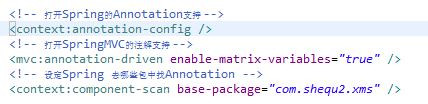 <!-- 打开Spring的Annotation支持 -->
<context:annotation-config />
<!-- 打开SpringMVC的注解支持 -->
<mvc:annotation-driven enable-matrix-variables="true" />
<!-- 设定Spring 去哪些包中找Annotation -->
<context:component-scan base-package="com.shequ2.xms" />